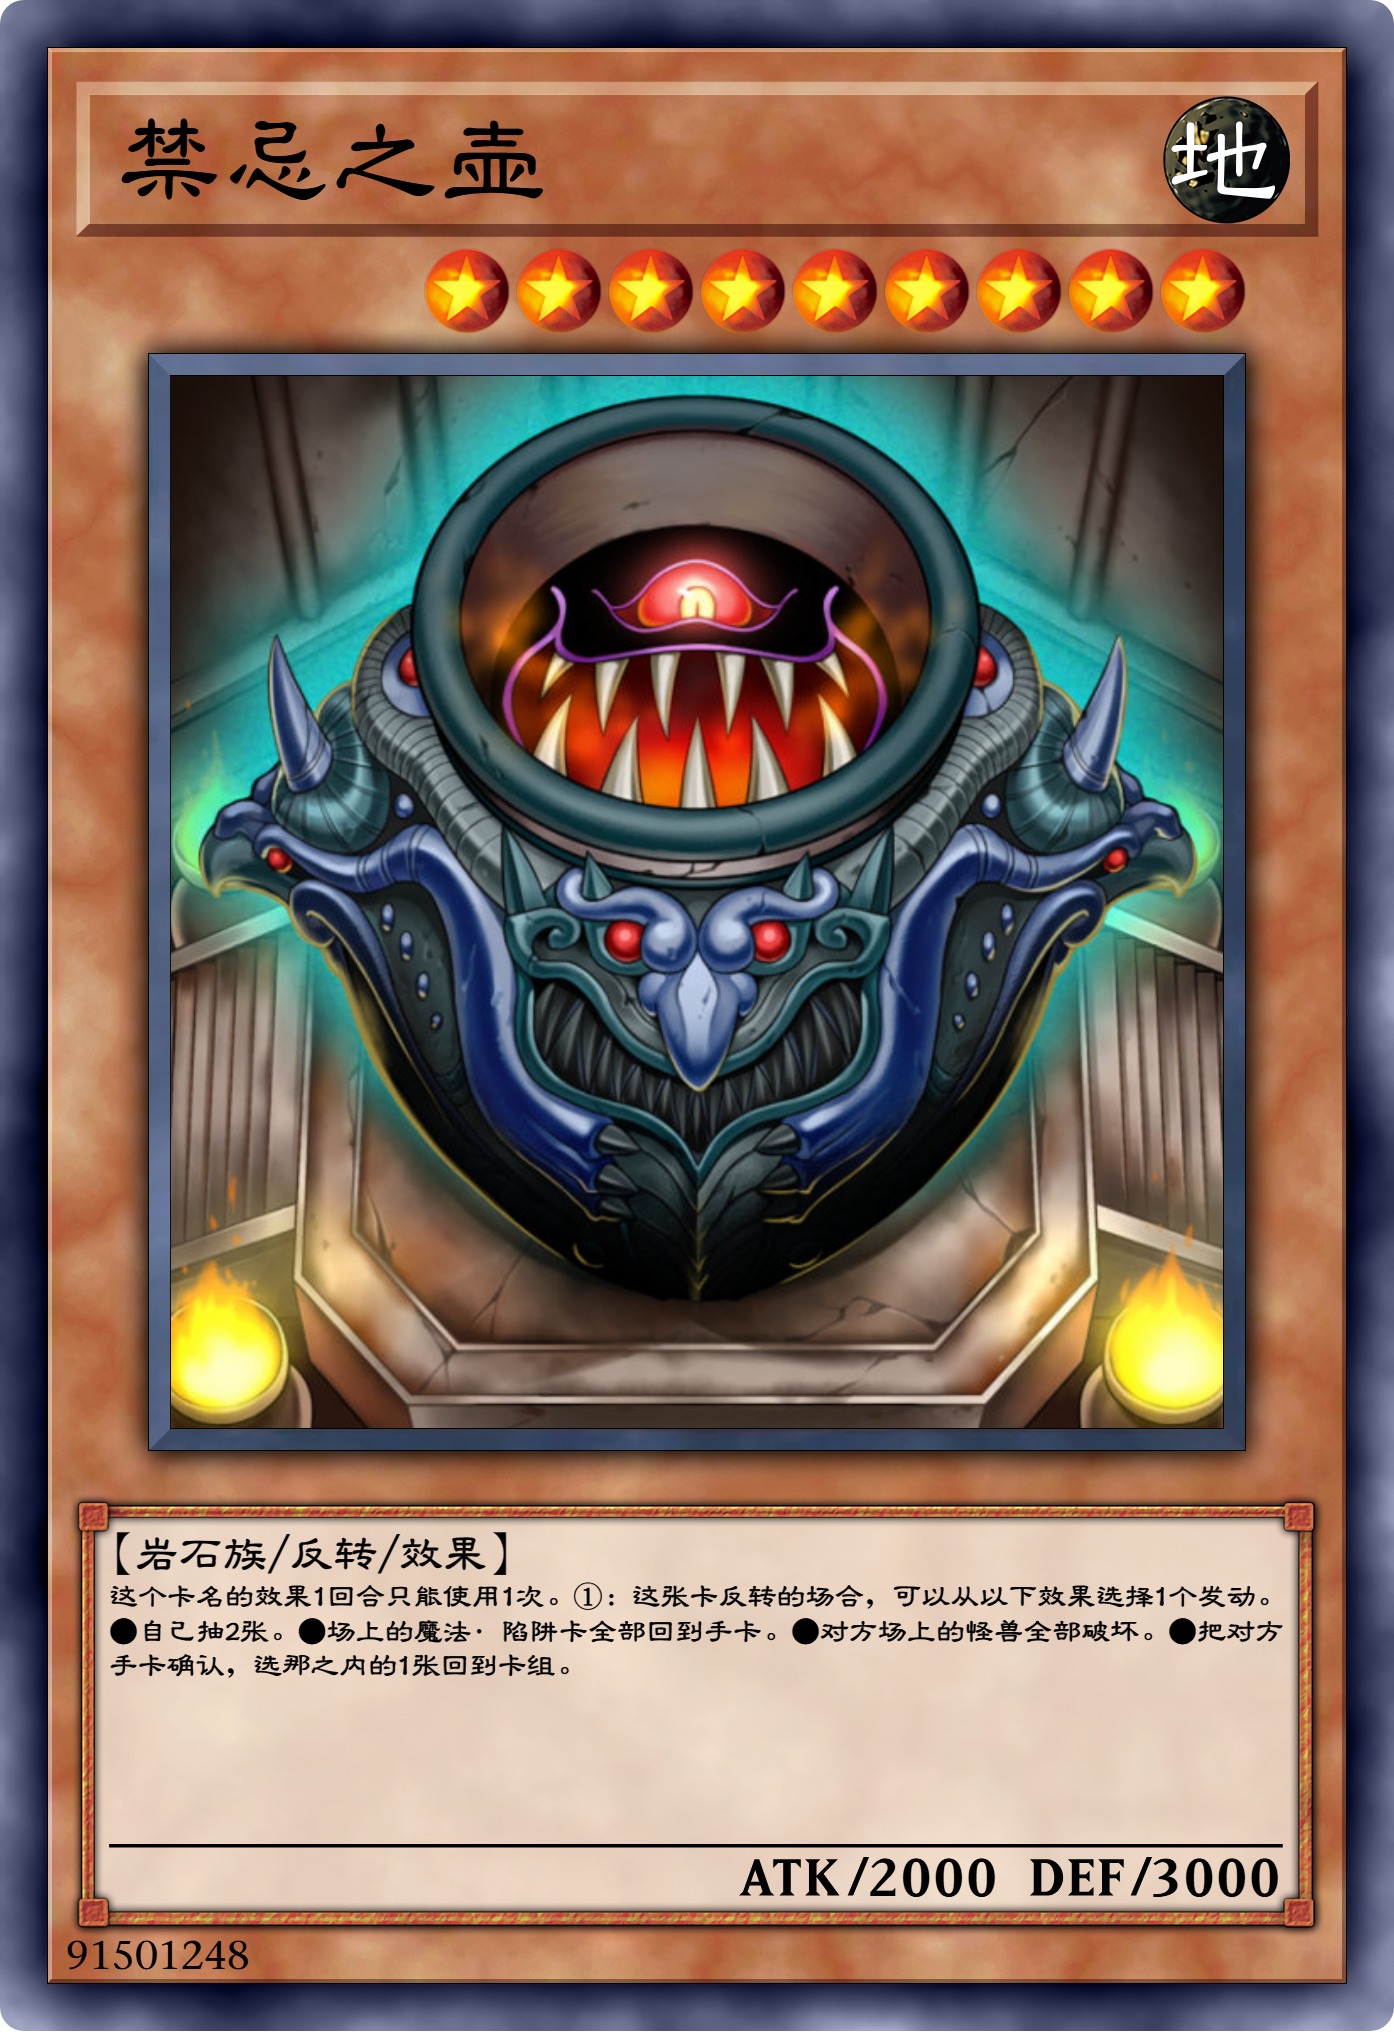 禁忌之壶
地
【岩石族/反转/效果】
这个卡名的效果1回合只能使用1次。①：这张卡反转的场合，可以从以下效果选择1个发动。
●自己抽2张。●场上的魔法·陷阱卡全部回到手卡。●对方场上的怪兽全部破坏。●把对方
手卡确认，选那之内的1张回到卡组。
ATK/2000 DEF/3000
91501248